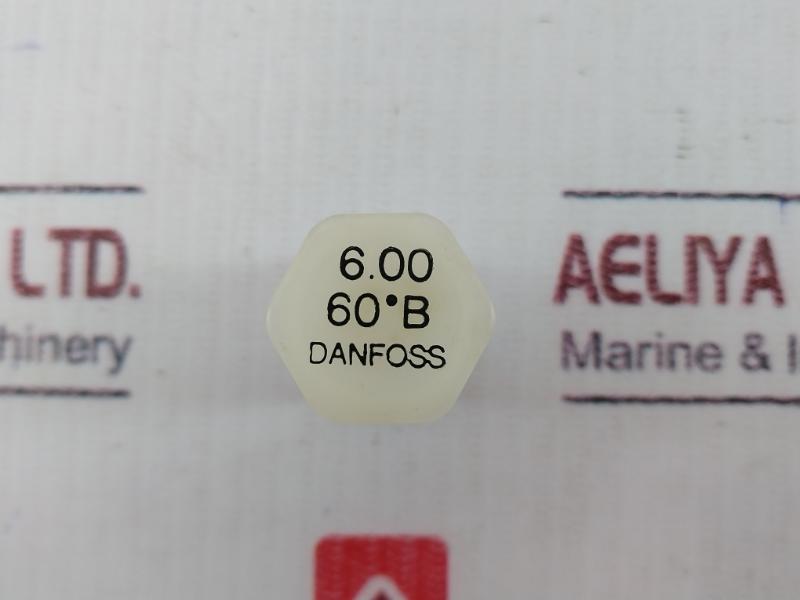 6.00
60°B
DANFOSS
LTD.
hinery
AELIYA
Marine &